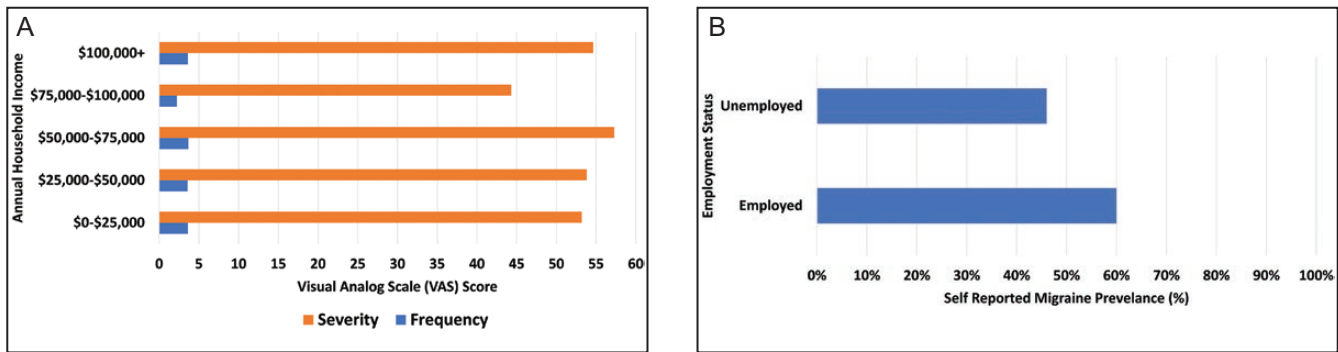 A
Annual Household Income
$100,000+
$75,000-$100,000
$50,000-$75,000
$25,000-$50,000
$0-$25,000
0 5 10 15 20 25 30 35 40 45 50 55 60
Visual Analog Scale (VAS) Score
Severity Frequency
B
Employment Status
Unemployed
Employed
0% 10% 20% 30% 40% 50% 60% 70% 80% 90% 100%
Self Reported Migraine Prevelance (%)